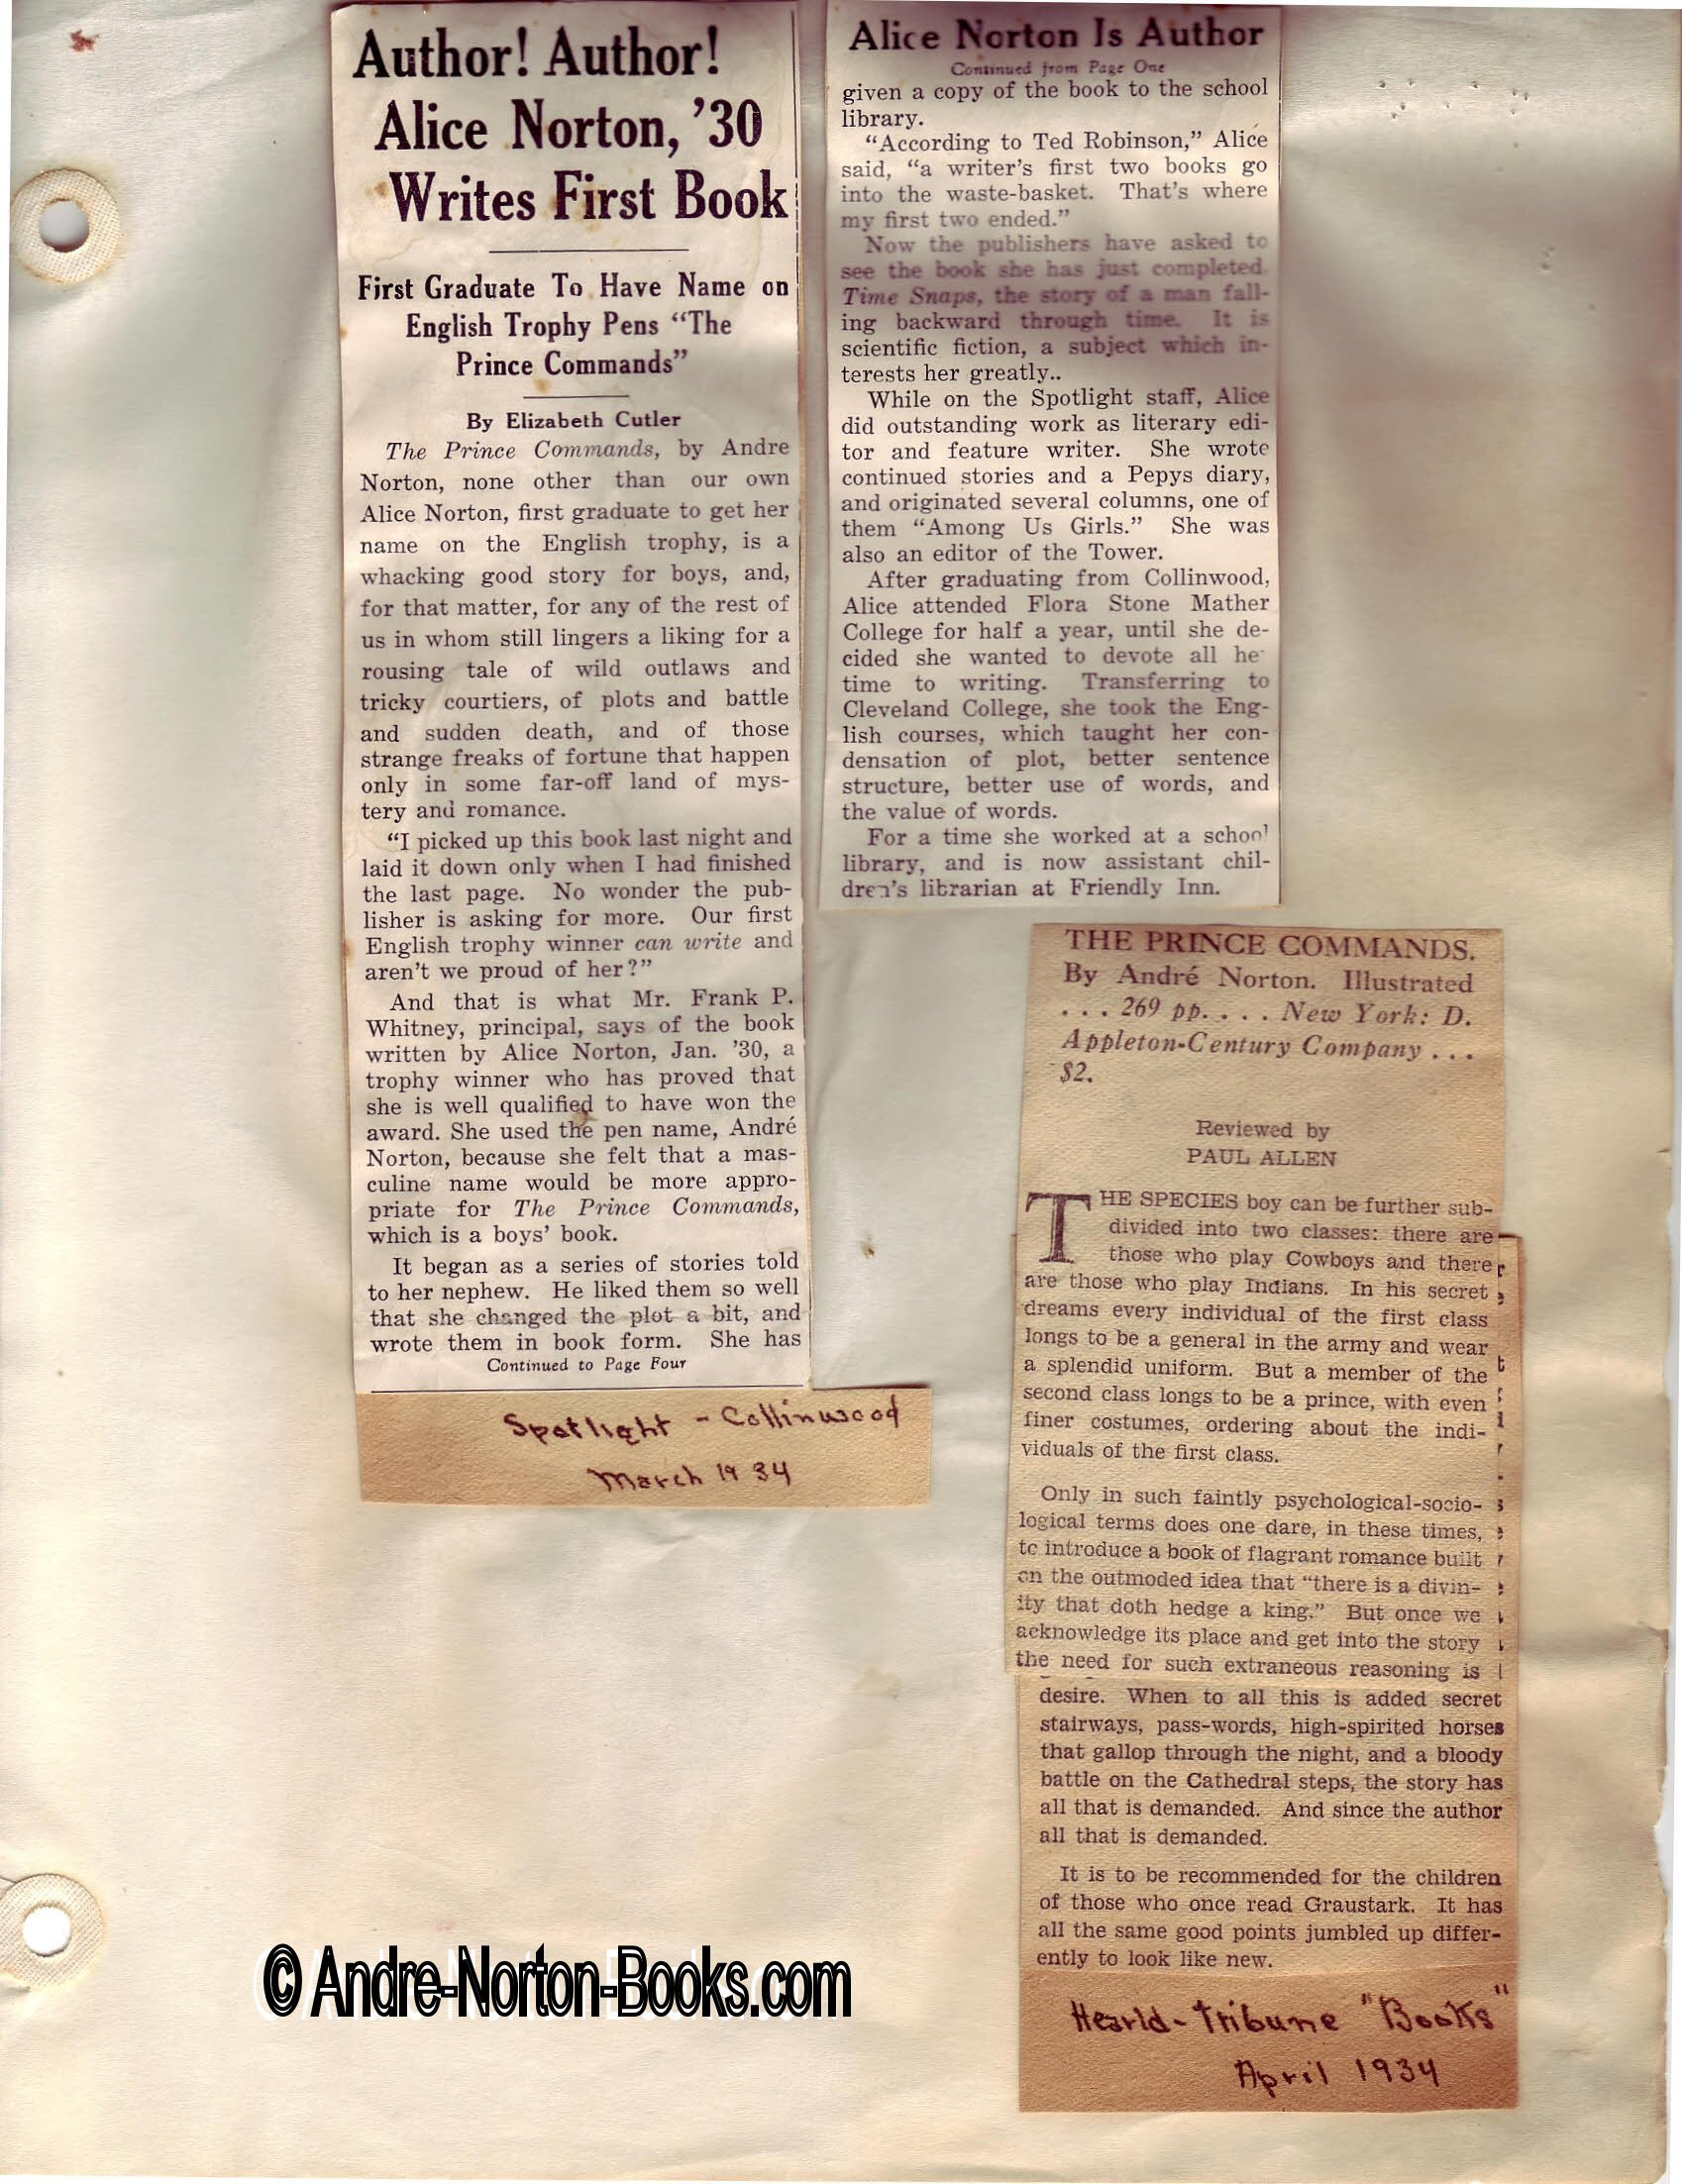 Author! Author!
Alice Norton, '30
Writes First Book
First Graduate To Have Name on
English Trophy Pens "The
Prince Commands"
By Elizabeth Cutler
The Prince Commands, by Andre
Norton, none other than our own
Alice Norton, first graduate to get her
name on the English trophy, is a
whacking good story for boys, and,
for that matter, for any of the rest of
us in whom still lingers a liking for a
rousing tale of wild outlaws and
tricky courtiers, of plots and battle
and sudden death, and of those
strange freaks of fortune that happen
only in some far-off land of mys-
tery and romance.
"I picked up this book last night and
laid it down only when I had finished
the last page. No wonder the pub-
lisher is asking for more. Our first
English trophy winner can write and
aren't we proud of her?"
And that is what Mr. Frank P.
Whitney, principal, says of the book
written by Alice Norton, Jan. '30, a
trophy winner who has proved that
she is well qualified to have won the
award. She used the pen name, André
Norton, because she felt that a mas-
culine name would be more appro-
priate for The Prince Commands,
which is a boys' book.
It began as a series of stories told
to her nephew. He liked them so well
that she changed the plot a bit, and
wrote them in book form. She has
Continued to Page Four
Spotlight - Collinwood
March 1934
Alice Norton Is Author
Continued from Page One
given a copy of the book to the school
library.
"According to Ted Robinson," Alice
said, "a writer's first two books go
into the waste-basket. That's where
my first two ended."
Now the publishers have asked to
see the book she has just completed
Time Snaps, the story of a man fall-
ing backward through time. It is
scientific fiction, a subject which in-
terests her greatly..
While on the Spotlight staff, Alice
did outstanding work as literary edi-
tor and feature writer. She wrote
continued stories and a Pepys diary,
and originated several columns, one of
them "Among Us Girls." She was
also an editor of the Tower.
After graduating from Collinwood,
Alice attended Flora Stone Mather
College for half a year, until she de-
cided she wanted to devote all he
time to writing. Transferring to
Cleveland College, she took the Eng-
lish courses, which taught her con-
densation of plot, better sentence
structure, better use of words, and
the value of words.
For a time she worked at a school
library, and is now assistant chil-
dren's librarian at Friendly Inn.
THE PRINCE COMMANDS.
By André Norton. Illustrated
. . . 269 pp. . . . New York: D.
Appleton-Century Company . . .
$2.
Reviewed by
PAUL ALLEN
THE SPECIES boy can be further sub-
divided into two classes: there are
those who play Cowboys and there
are those who play Indians. In his secret
dreams every individual of the first class
longs to be a general in the army and wear
a splendid uniform. But a member of the
second class longs to be a prince, with even
finer costumes, ordering about the indi-
viduals of the first class.
Only in such faintly psychological-socio-
logical terms does one dare, in these times,
to introduce a book of flagrant romance built
on the outmoded idea that "there is a divin-
ity that doth hedge a king." But once we
acknowledge its place and get into the story
the need for such extraneous reasoning is
desire. When to all this is added secret
stairways, pass-words, high-spirited horses
that gallop through the night, and a bloody
battle on the Cathedral steps, the story has
all that is demanded. And since the author
all that is demanded.
It is to be recommended for the children
of those who once read Graustark. It has
all the same good points jumbled up differ-
ently to look like new.
Hearld-Tribune "Books"
April 1934
© Andre-Norton-Books.com